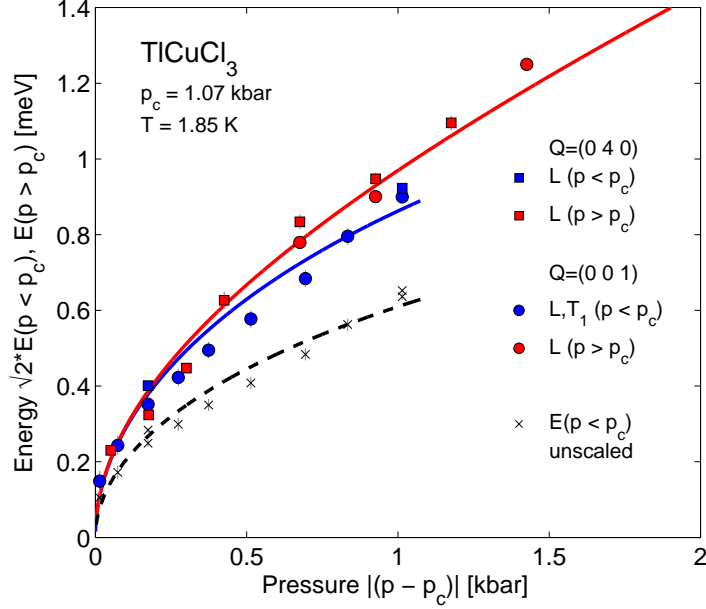 TlCuCl3
pc = 1.07 kbar
T = 1.85 K
Q=(0 4 0)
L (p < pc)
L (p > pc)
Q=(0 0 1)
L,T1 (p < pc)
L (p > pc)
E(p < pc)
unscaled
Energy √2*E(p < pc), E(p > pc) [meV]
1.4
1.2
1
0.8
0.6
0.4
0.2
0
0 0.5 1 1.5 2
Pressure |(p − pc)| [kbar]